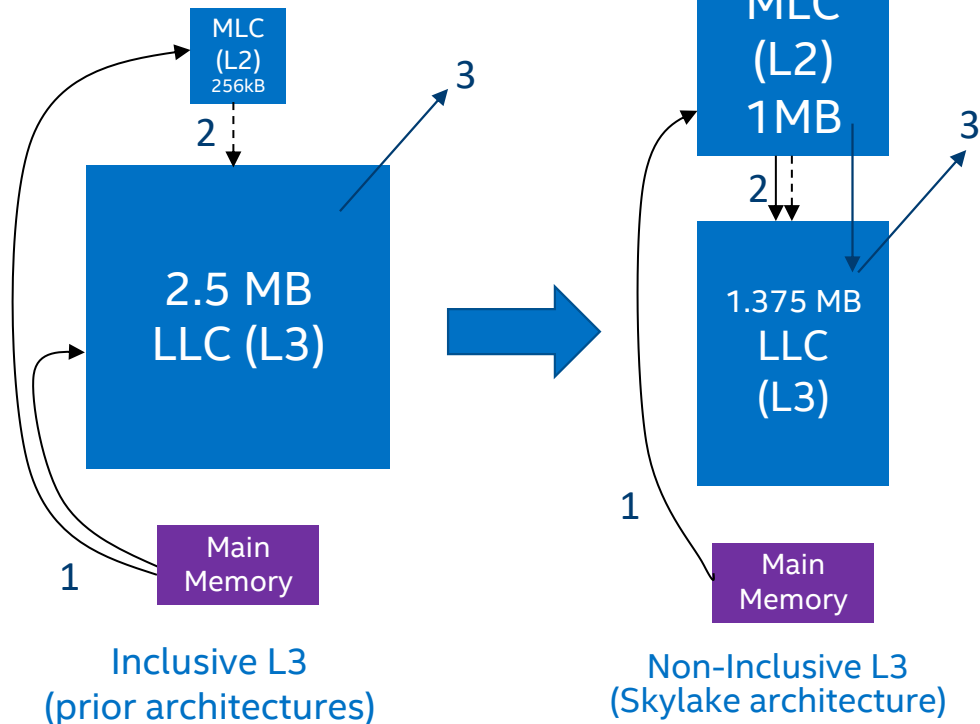 MLC
(L2)
256kB
2
3
2.5 MB
LLC (L3)
1
Main
Memory
Inclusive L3
(prior architectures)
MLC
(L2)
1MB
2
3
1.375 MB
LLC
(L3)
1
Main
Memory
Non-Inclusive L3
(Skylake architecture)